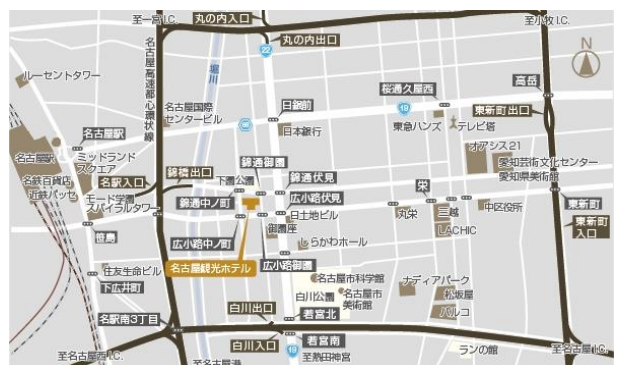 至一宮I.C.
丸の内入口
至小牧I.C.
丸の内出口
22
N
ルーセントタワー
名古屋高速都心環状線
堀川
桜通久屋西
高岳
名古屋国際
センタービル
日銀前
19
東新町出口
名古屋駅
日本銀行
東急ハンズ
テレビ塔
オアシス21
名古屋駅
ミッドランド
スクエア
錦橋出口
錦通御園
愛知芸術文化センター
愛知県美術館
名鉄百貨店
近鉄パッセ
名駅入口
下園公
錦通伏見
栄
モード学園
スパイラルタワー
錦通中ノ町
広小路伏見
丸栄
三越
中区役所
東新町
日土地ビル
笹島
広小路中ノ町
御園座
LACHIC
東新町
入口
しらかわホール
住友生命ビル
名古屋観光ホテル
広小路御園
名古屋市科学館
ナディアパーク
下広井町
白川公園
名古屋市
美術館
松坂屋
パルコ
白川出口
若宮北
名駅南3丁目
白川入口
若宮南
ランの館
至名古屋西I.C.
19
至熱田神宮
至名古屋I.C.